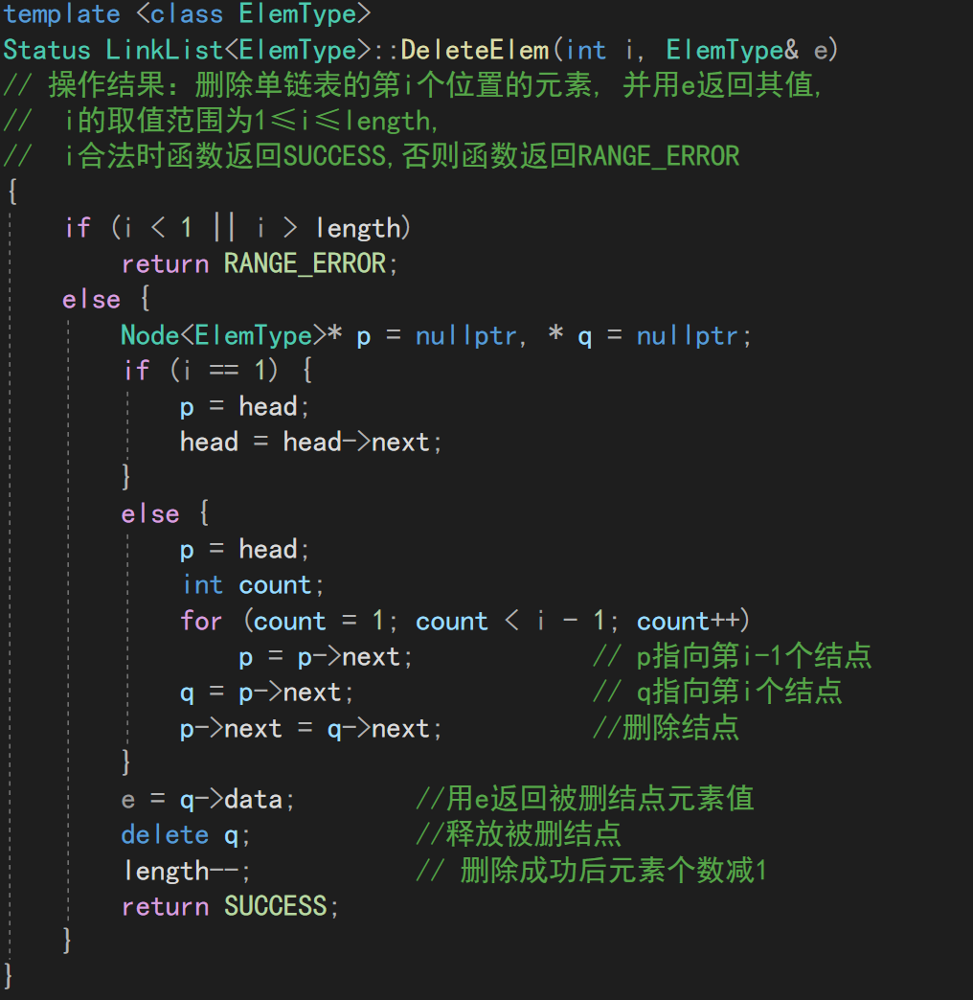 template <class ElemType>
Status LinkList<ElemType>::DeleteElem(int i, ElemType& e)
// 操作结果：删除单链表的第i个位置的元素, 并用e返回其值,
//  i的取值范围为1≤i≤length,
//  i合法时函数返回SUCCESS,否则函数返回RANGE_ERROR
{
    if (i < 1 || i > length)
        return RANGE_ERROR;
    else {
        Node<ElemType>* p = nullptr, * q = nullptr;
        if (i == 1) {
            p = head;
            head = head->next;
        }
        else {
            p = head;
            int count;
            for (count = 1; count < i - 1; count++)
                p = p->next;            // p指向第i-1个结点
            q = p->next;                // q指向第i个结点
            p->next = q->next;          //删除结点
        }
        e = q->data;        //用e返回被删结点元素值
        delete q;           //释放被删结点
        length--;           // 删除成功后元素个数减1
        return SUCCESS;
    }
}